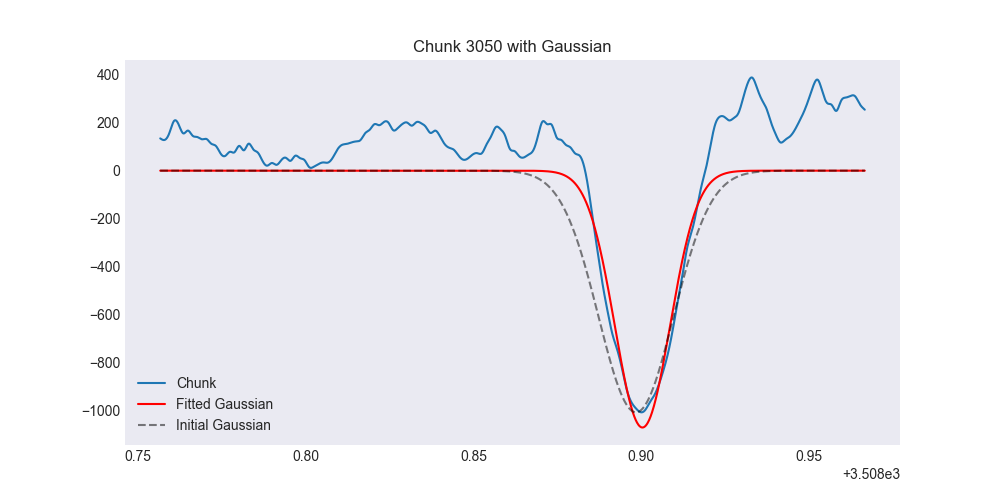 Chunk 3050 with Gaussian
400
200
0
−200
−400
−600
−800
−1000
Chunk
Fitted Gaussian
Initial Gaussian
0.75 0.80 0.85 0.90 0.95
+3.508e3